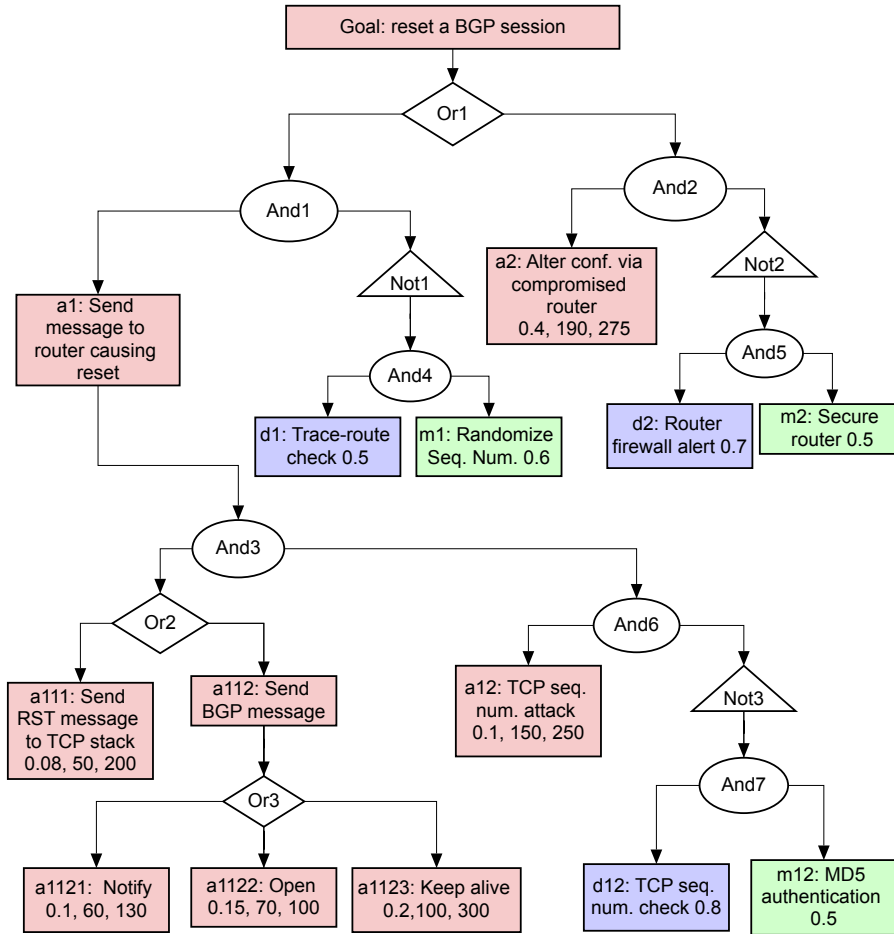 Goal: reset a BGP session
Or1
And1
And2
Not1
Not2
a1: Send
message to
router causing
reset
a2: Alter conf. via
compromised
router
0.4, 190, 275
And4
And5
d1: Trace-route
check 0.5
m1: Randomize
Seq. Num. 0.6
d2: Router
firewall alert 0.7
m2: Secure
router 0.5
And3
Or2
And6
a111: Send
RST message
to TCP stack
0.08, 50, 200
a112: Send
BGP message
a12: TCP seq.
num. attack
0.1, 150, 250
Not3
Or3
And7
a1121:  Notify
0.1, 60, 130
a1122: Open
0.15, 70, 100
a1123: Keep alive
0.2,100, 300
d12: TCP seq.
num. check 0.8
m12: MD5
authentication
0.5